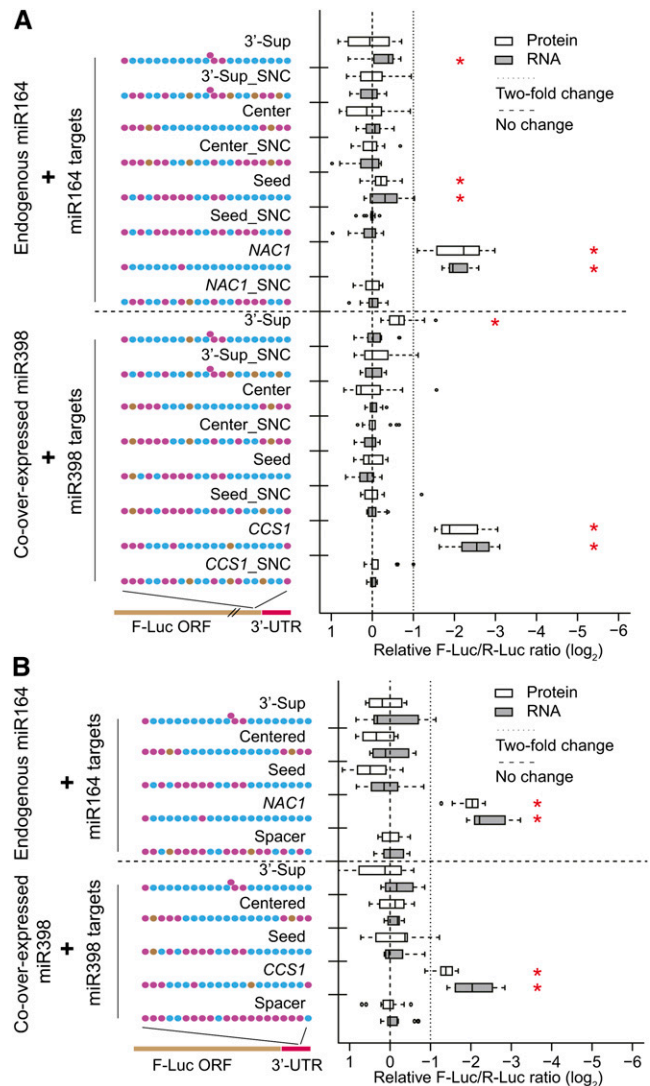 A
Endogenous miR164
+
miR164 targets
3'-Sup
3'-Sup_SNC
Center
Center_SNC
Seed
Seed_SNC
NAC1
NAC1_SNC
Co-over-expressed miR398
+
miR398 targets
3'-Sup
3'-Sup_SNC
Center
Center_SNC
Seed
Seed_SNC
CCS1
CCS1_SNC
F-Luc ORF
3'-UTR
Protein
RNA
Two-fold change
No change
*
*
*
*
*
*
*
*
1 0 -1 -2 -3 -4 -5 -6
Relative F-Luc/R-Luc ratio (log2)
B
Endogenous miR164
+
miR164 targets
3'-Sup
Centered
Seed
NAC1
Spacer
Co-over-expressed
miR398
+
miR398 targets
3'-Sup
Centered
Seed
CCS1
Spacer
F-Luc ORF
3'-UTR
Protein
RNA
Two-fold change
No change
*
*
*
*
1 0 -1 -2 -3 -4 -5 -6
Relative F-Luc/R-Luc ratio (log2)